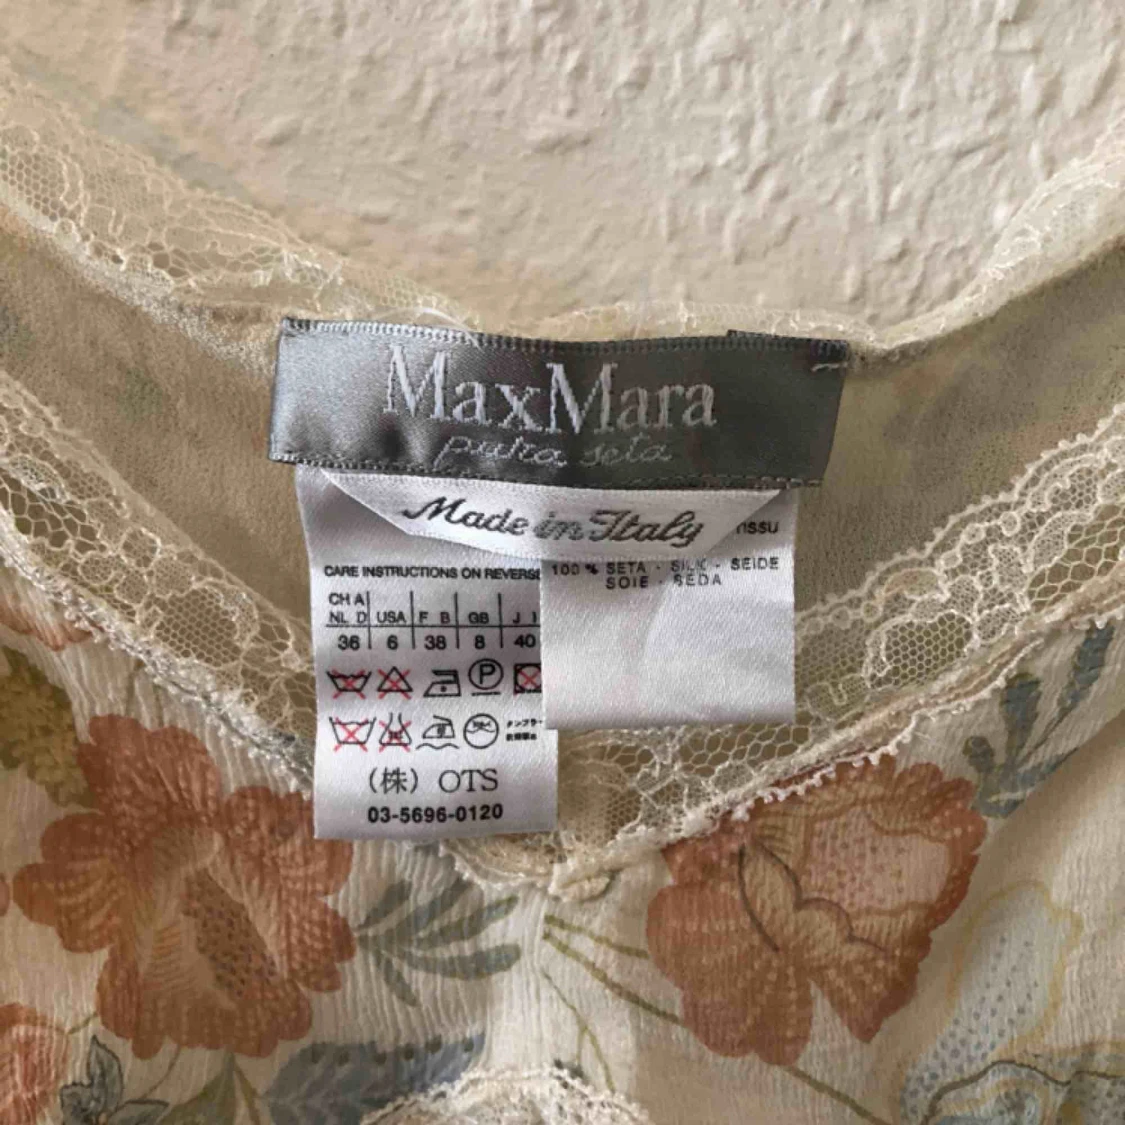 MaxMara
pura seta
Made in Italy
CARE INSTRUCTIONS ON REVERSE
100 % SETA - SILK - SEIDE
SOIE - SEDA
CH A
NL D USA F B GB J I
36 6 38 8 40
P
(株) OTS
03-5696-0120